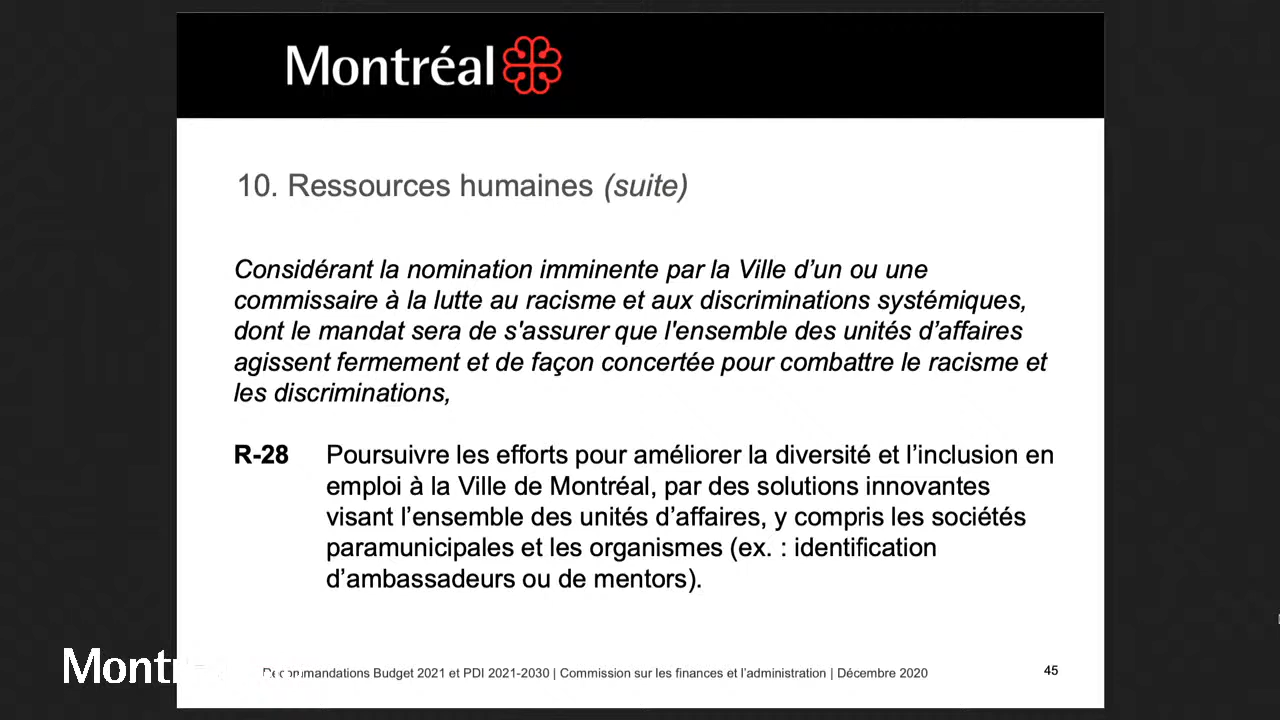 Montréal
10. Ressources humaines (suite)
Considérant la nomination imminente par la Ville d’un ou une
commissaire à la lutte au racisme et aux discriminations systémiques,
dont le mandat sera de s'assurer que l'ensemble des unités d’affaires
agissent fermement et de façon concertée pour combattre le racisme et
les discriminations,
R-28 Poursuivre les efforts pour améliorer la diversité et l’inclusion en
emploi à la Ville de Montréal, par des solutions innovantes
visant l’ensemble des unités d’affaires, y compris les sociétés
paramunicipales et les organismes (ex. : identification
d’ambassadeurs ou de mentors).
Recommandations Budget 2021 et PDI 2021-2030 | Commission sur les finances et l’administration | Décembre 2020
45
Montréal